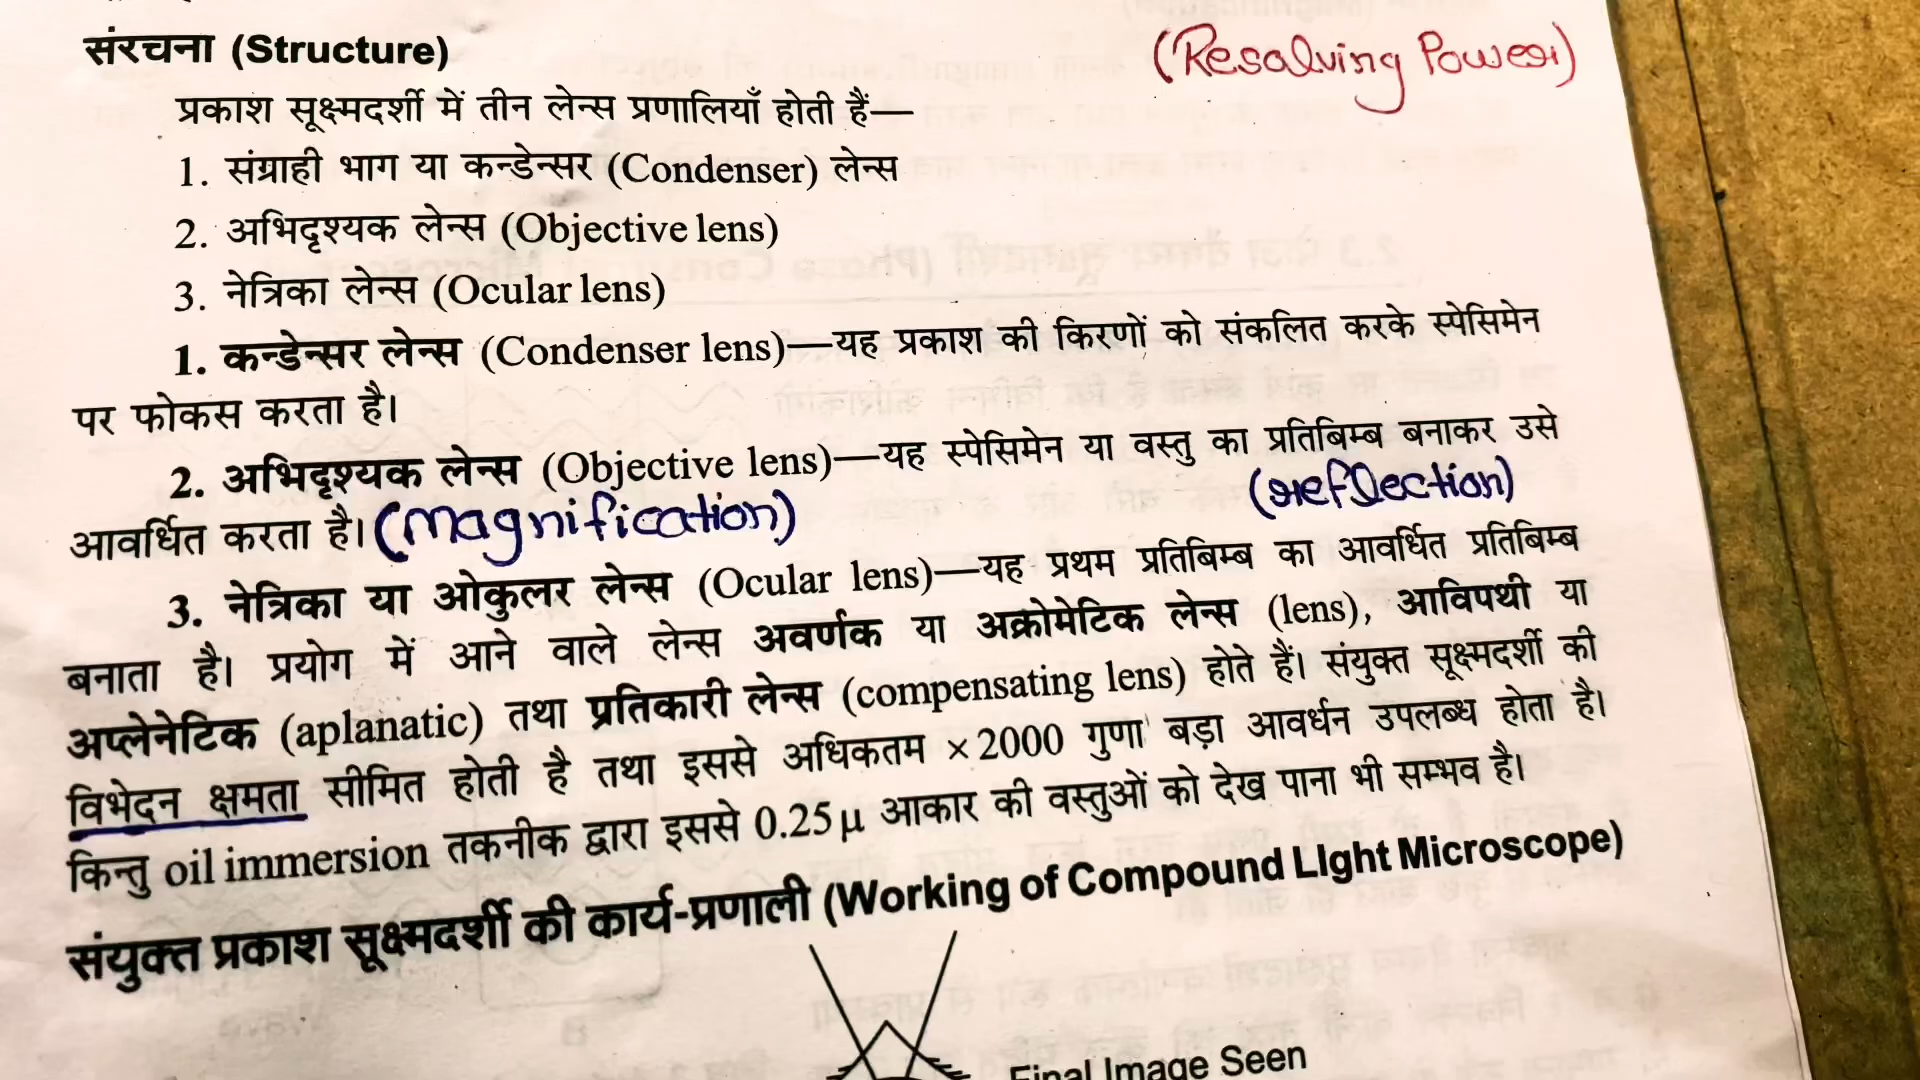 संरचना (Structure)
(Resalving Power)
प्रकाश सूक्ष्मदर्शी में तीन लेन्स प्रणालियाँ होती हैं—
1. संग्राही भाग या कन्डेन्सर (Condenser) लेन्स
2. अभिदृश्यक लेन्स (Objective lens)
3. नेत्रिका लेन्स (Ocular lens)
1. कन्डेन्सर लेन्स (Condenser lens)—यह प्रकाश की किरणों को संकलित करके स्पेसिमेन
पर फोकस करता है।
2. अभिदृश्यक लेन्स (Objective lens)—यह स्पेसिमेन या वस्तु का प्रतिबिम्ब बनाकर उसे
(reflection)
आवर्धित करता है। (Magnification)
3. नेत्रिका या ओकुलर लेन्स (Ocular lens)—यह प्रथम प्रतिबिम्ब का आवर्धित प्रतिबिम्ब
बनाता है। प्रयोग में आने वाले लेन्स अवर्णक या अक्रोमेटिक लेन्स (lens), आविपथी या
अप्लेनेटिक (aplanatic) तथा प्रतिकारी लेन्स (compensating lens) होते हैं। संयुक्त सूक्ष्मदर्शी की
विभेदन क्षमता सीमित होती है तथा इससे अधिकतम ×2000 गुणा बड़ा आवर्धन उपलब्ध होता है।
किन्तु oil immersion तकनीक द्वारा इससे 0.25 μ आकार की वस्तुओं को देख पाना भी सम्भव है।
संयुक्त प्रकाश सूक्ष्मदर्शी की कार्य-प्रणाली (Working of Compound LIght Microscope)
Final Image Seen